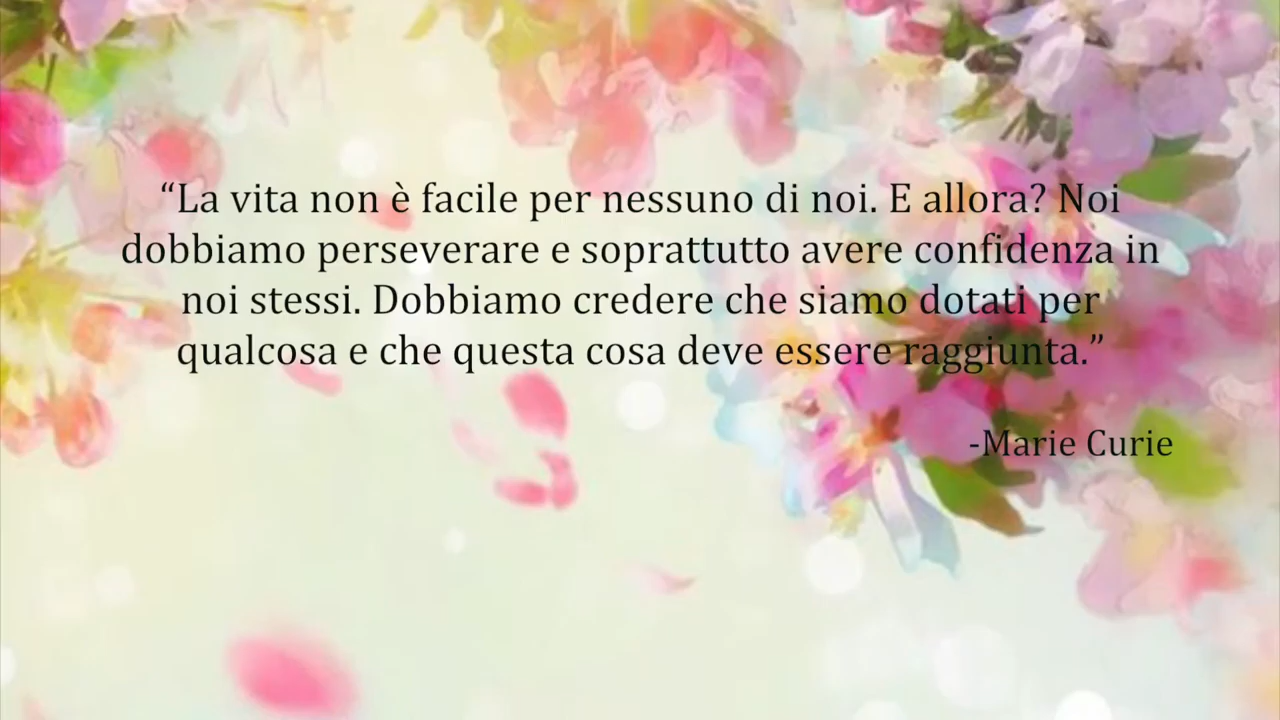 “La vita non è facile per nessuno di noi. E allora? Noi
dobbiamo perseverare e soprattutto avere confidenza in
noi stessi. Dobbiamo credere che siamo dotati per
qualcosa e che questa cosa deve essere raggiunta.”
-Marie Curie